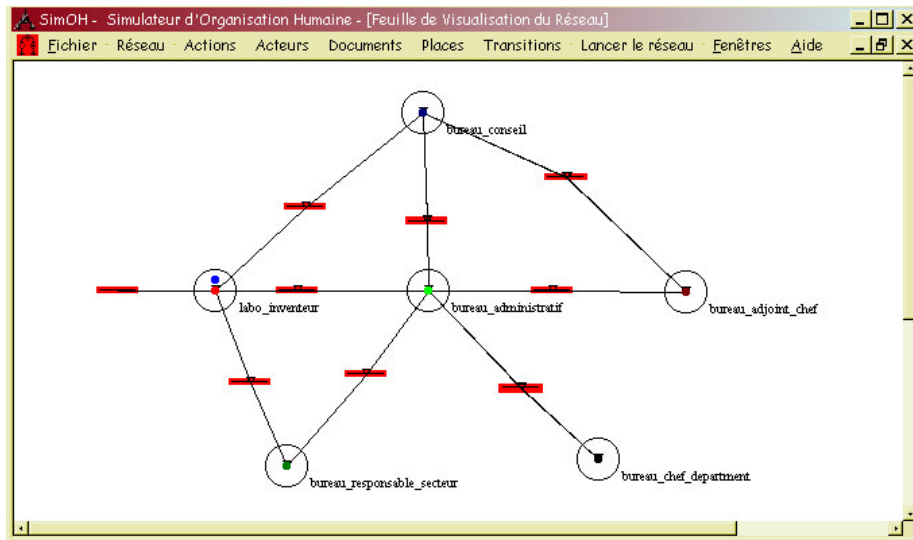 SimOH - Simulateur d'Organisation Humaine - [Feuille de Visualisation du Réseau]
Fichier Réseau Actions Acteurs Documents Places Transitions Lancer le réseau Fenêtres Aide
bureau_conseil
labo_inventeur
bureau_administratif
bureau_adjoint_chef
bureau_responsable_secteur
bureau_chef_department